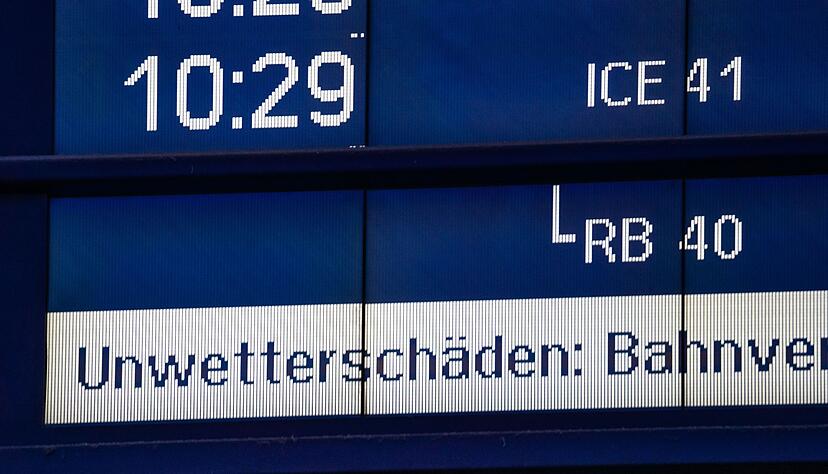 10:29 ICE 41
RB 40
Unwetterschäden: Bahnver